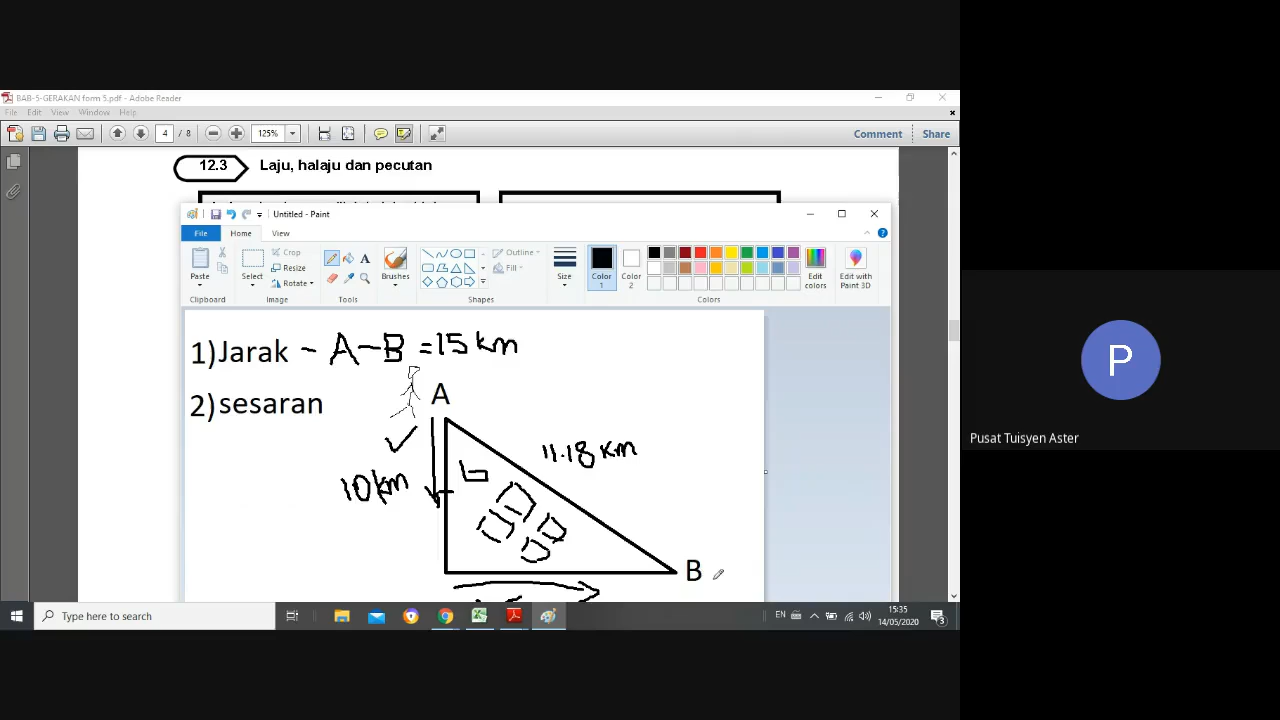 BAB-5-GERAKAN form 5.pdf - Adobe Reader
File Edit View Window Help
4 / 8 125% Comment Share
12.3 Laju, halaju dan pecutan
Untitled - Paint
File Home View
Paste
Clipboard
Select
Crop
Resize
Rotate
Image
Tools
Brushes
Shapes
Outline
Fill
Size
Color 1
Color 2
Colors
Edit colors
Edit with Paint 3D
1) Jarak - A-B = 15 km
2) sesaran
A
11.18 km
10 km
B
P
Pusat Tuisyen Aster
Type here to search
EN
15:35
14/05/2020
3